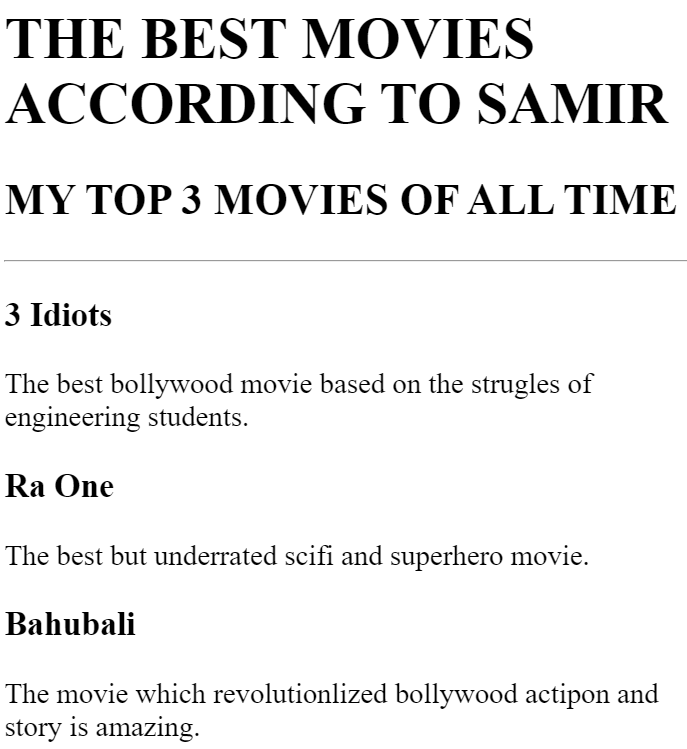 THE BEST MOVIES
ACCORDING TO SAMIR
MY TOP 3 MOVIES OF ALL TIME
3 Idiots
The best bollywood movie based on the strugles of
engineering students.
Ra One
The best but underrated scifi and superhero movie.
Bahubali
The movie which revolutionlized bollywood actipon and
story is amazing.